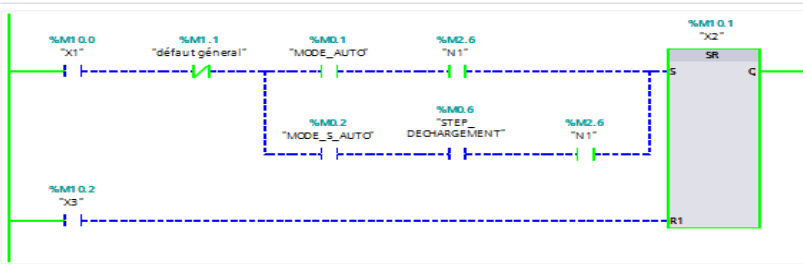 %M10.1
"X2"
%M10.0 %M1.1 %M0.1 %M2.6
"X1" "défaut géneral" "MODE_AUTO" "N1"
SR
S Q
%M0.6
%M0.2 "STEP_ %M2.6
"MODE_S_AUTO" DECHARGEMENT" "N1"
%M10.2
"X3"
R1